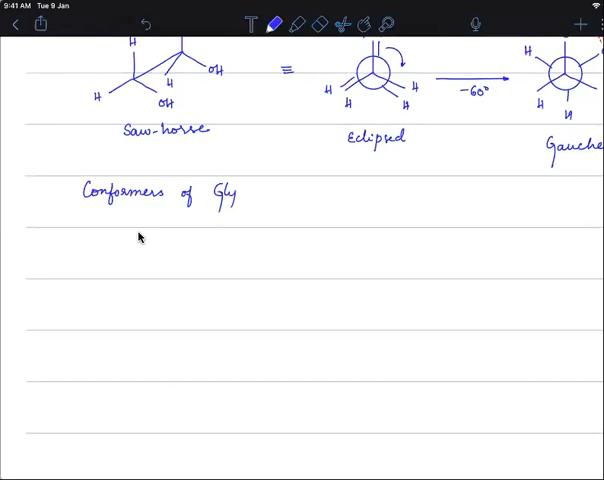 9:41 AM Tue 9 Jan
H
H
OH
H
OH
Saw-horse
≡
H
H
H
H
Eclipsed
-60°
H
H
H
Gauche
Conformers of Gly